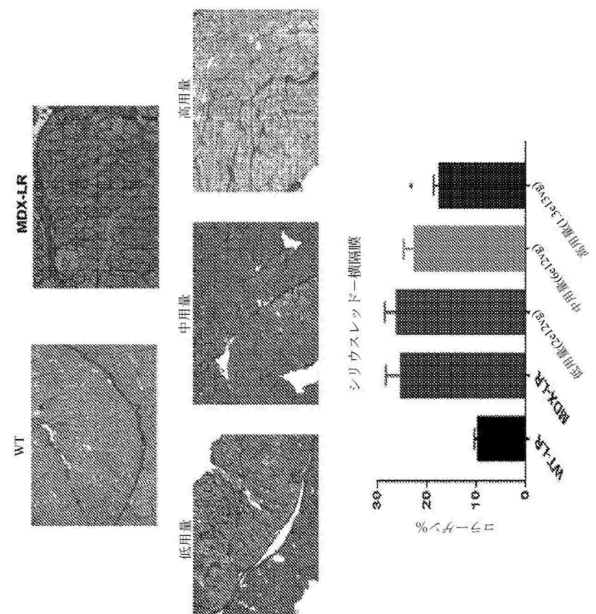 WT
MDX-LR
低用量
中用量
高用量
シリウスレッドー横隔膜
コラーゲン%
30
20
10
0
WT-LR
MDX-LR
低用量(2e12vg)
中用量(6e12vg)
高用量(1.3e13vg)